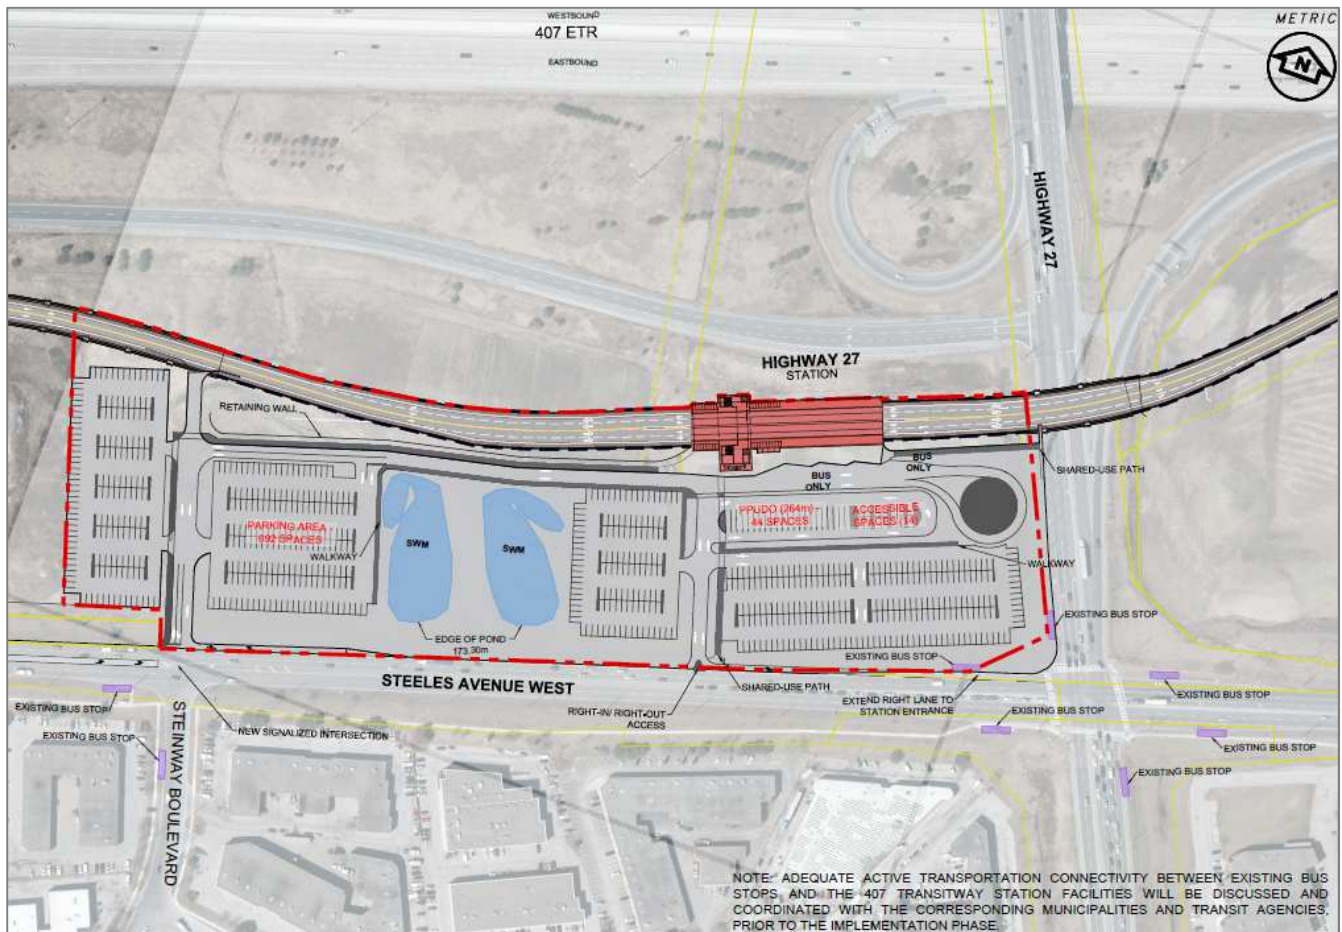 METRIC
N
WESTBOUND
407 ETR
EASTBOUND
HIGHWAY 27
HIGHWAY 27
STATION
RETAINING WALL
BUS
ONLY
BUS
ONLY
SHARED-USE PATH
PPUDO (264m) -
44 SPACES
ACCESSIBLE
SPACES (14)
PARKING AREA
692 SPACES
WALKWAY
SWM
SWM
WALKWAY
EXISTING BUS STOP
EDGE OF POND
173.30m
EXISTING BUS STOP
STEELES AVENUE WEST
SHARED-USE PATH
EXTEND RIGHT LANE TO
STATION ENTRANCE
EXISTING BUS STOP
RIGHT-IN/ RIGHT-OUT
ACCESS
EXISTING BUS STOP
EXISTING BUS STOP
NEW SIGNALIZED INTERSECTION
EXISTING BUS STOP
EXISTING BUS STOP
EXISTING BUS STOP
STEINWAY BOULEVARD
NOTE: ADEQUATE ACTIVE TRANSPORTATION CONNECTIVITY BETWEEN EXISTING BUS
STOPS AND THE 407 TRANSITWAY STATION FACILITIES WILL BE DISCUSSED AND
COORDINATED WITH THE CORRESPONDING MUNICIPALITIES AND TRANSIT AGENCIES,
PRIOR TO THE IMPLEMENTATION PHASE.